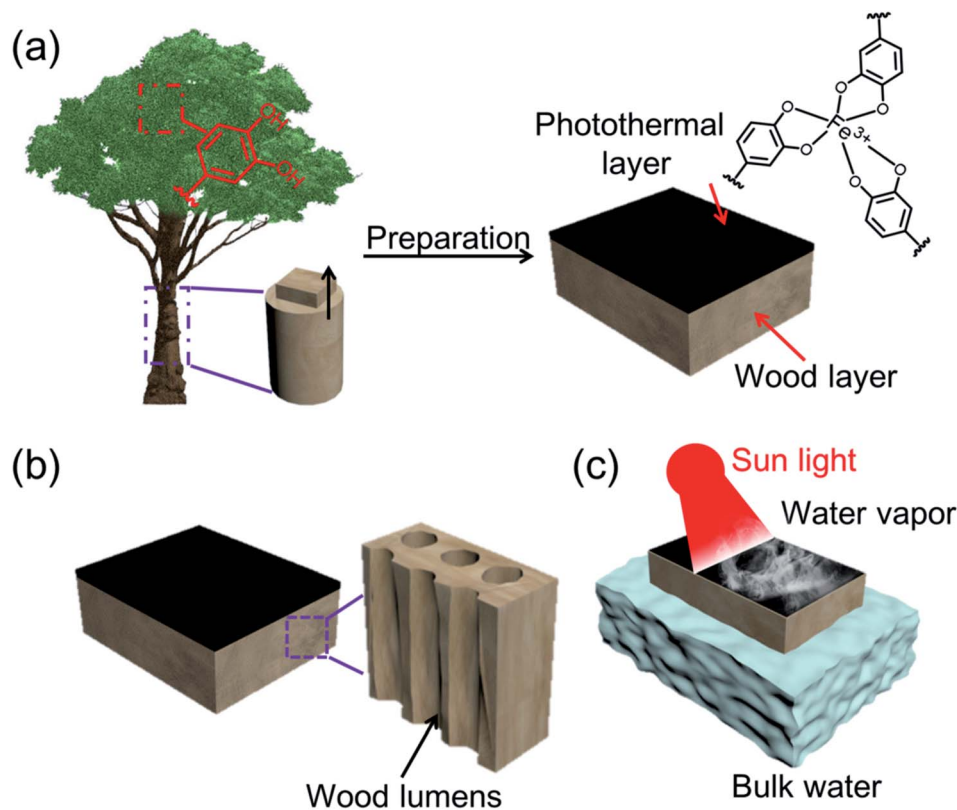 (a)
OH
OH
Preparation
Photothermal
layer
O
O
O
O
Fe3+
O
O
Wood layer
(b)
Wood lumens
(c)
Sun light
Water vapor
Bulk water